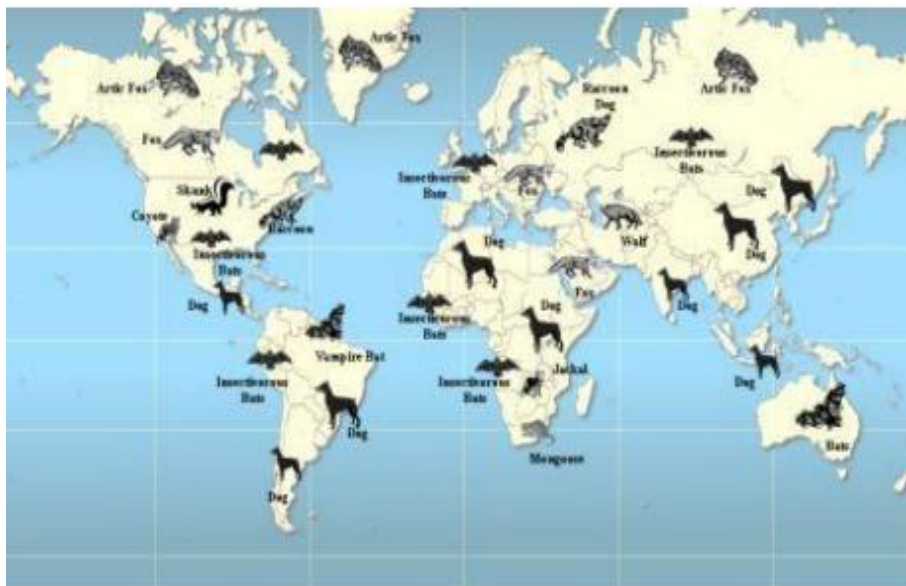 Artic Fox
Artic Fox
Artic Fox
Raccoon
Dog
Fox
Insectivorous
Bats
Insectivorous
Bats
Skunk
Fox
Dog
Coyote
Raccoon
Wolf
Dog
Dog
Insectivorous
Bats
Fox
Dog
Dog
Dog
Insectivorous
Bats
Vampire Bat
Jackal
Insectivorous
Bats
Insectivorous
Bats
Dog
Dog
Bats
Mongoose
Dog